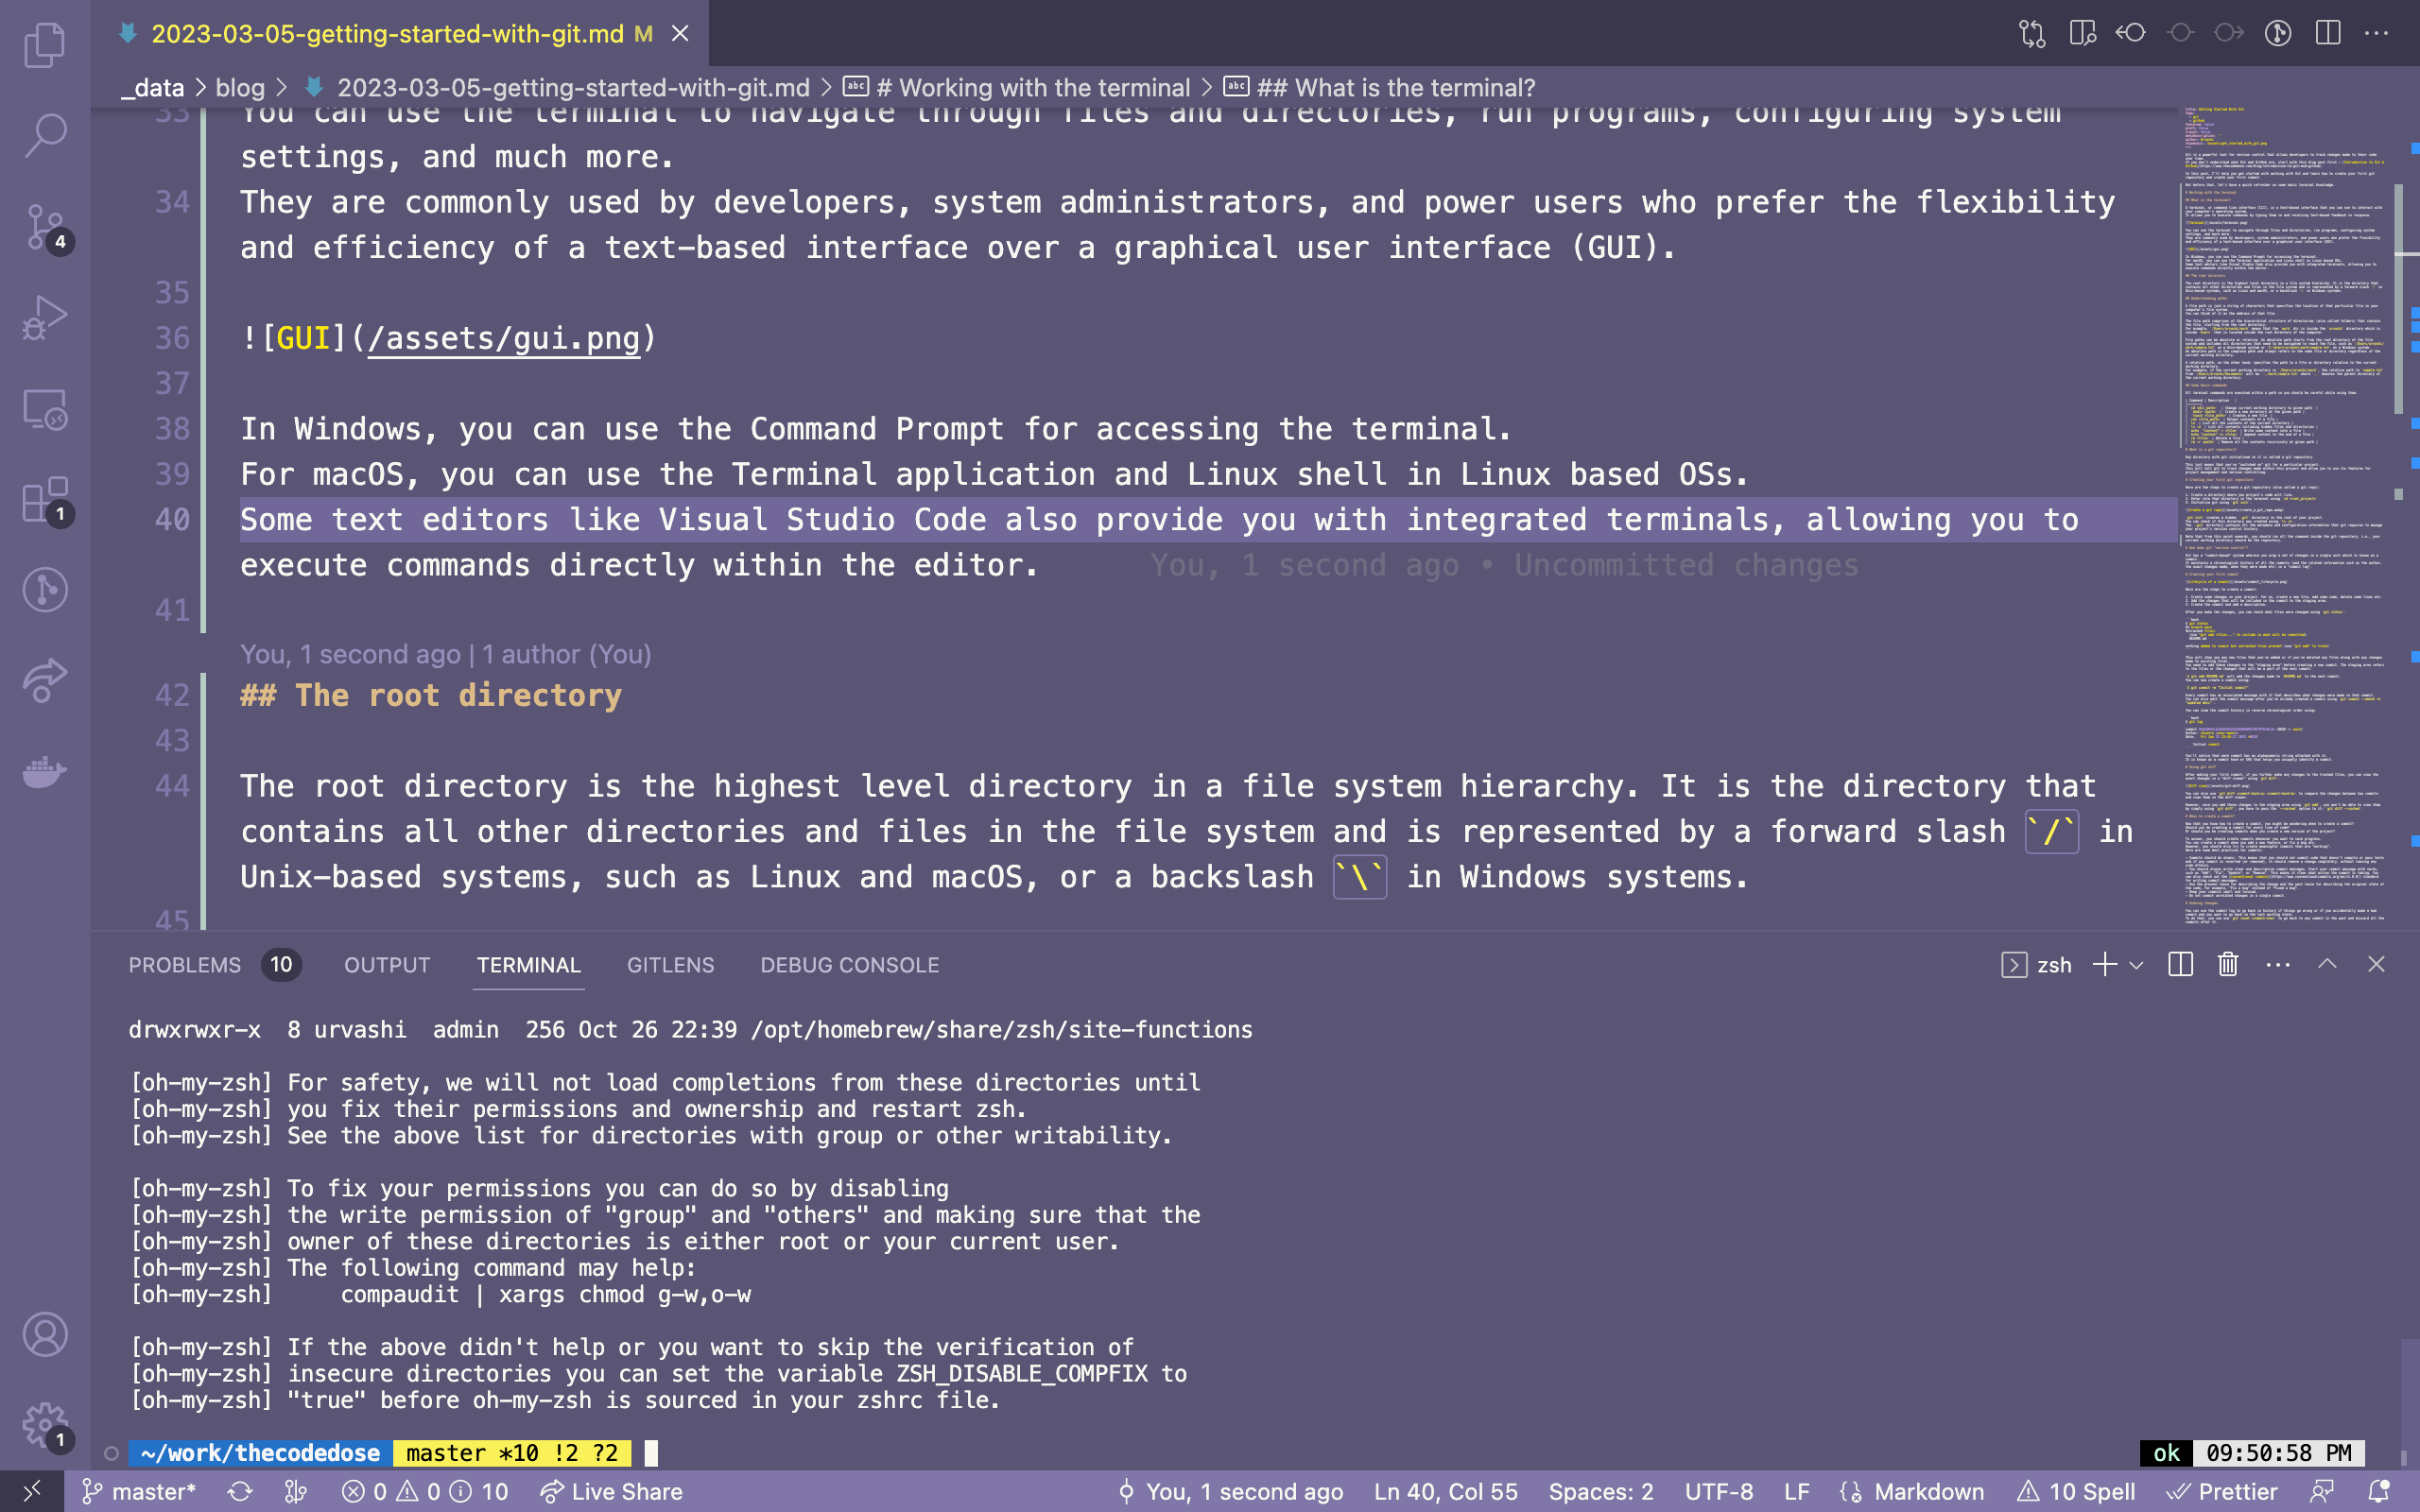 2023-03-05-getting-started-with-git.md M
_data > blog > 2023-03-05-getting-started-with-git.md > # Working with the terminal > ## What is the terminal?
33 You can use the terminal to navigate through files and directories, run programs, configuring system
settings, and much more.
34 They are commonly used by developers, system administrators, and power users who prefer the flexibility
and efficiency of a text-based interface over a graphical user interface (GUI).
35
36 ![GUI](/assets/gui.png)
37
38 In Windows, you can use the Command Prompt for accessing the terminal.
39 For macOS, you can use the Terminal application and Linux shell in Linux based OSs.
40 Some text editors like Visual Studio Code also provide you with integrated terminals, allowing you to
execute commands directly within the editor. You, 1 second ago • Uncommitted changes
41
You, 1 second ago | 1 author (You)
42 ## The root directory
43
44 The root directory is the highest level directory in a file system hierarchy. It is the directory that
contains all other directories and files in the file system and is represented by a forward slash `/` in
Unix-based systems, such as Linux and macOS, or a backslash `\` in Windows systems.
45
4
1
1
PROBLEMS 10 OUTPUT TERMINAL GITLENS DEBUG CONSOLE zsh
drwxrwxr-x 8 urvashi admin 256 Oct 26 22:39 /opt/homebrew/share/zsh/site-functions
[oh-my-zsh] For safety, we will not load completions from these directories until
[oh-my-zsh] you fix their permissions and ownership and restart zsh.
[oh-my-zsh] See the above list for directories with group or other writability.
[oh-my-zsh] To fix your permissions you can do so by disabling
[oh-my-zsh] the write permission of "group" and "others" and making sure that the
[oh-my-zsh] owner of these directories is either root or your current user.
[oh-my-zsh] The following command may help:
[oh-my-zsh] compaudit | xargs chmod g-w,o-w
[oh-my-zsh] If the above didn't help or you want to skip the verification of
[oh-my-zsh] insecure directories you can set the variable ZSH_DISABLE_COMPFIX to
[oh-my-zsh] "true" before oh-my-zsh is sourced in your zshrc file.
~/work/thecodedose master *10 !2 ?2 ok 09:50:58 PM
master* 0 0 10 Live Share You, 1 second ago Ln 40, Col 55 Spaces: 2 UTF-8 LF Markdown 10 Spell Prettier